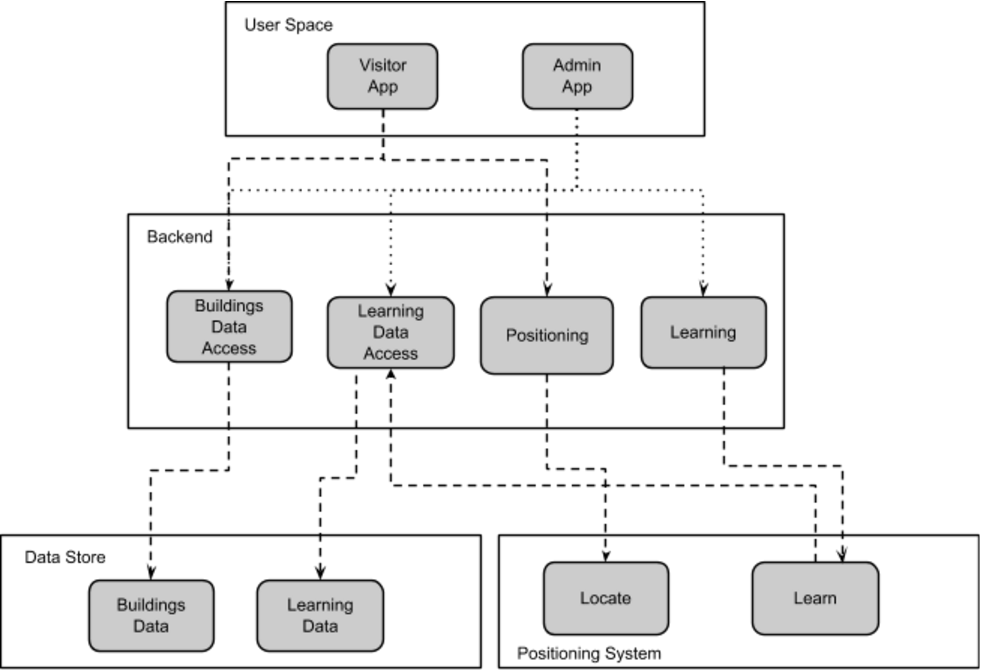 User Space
Visitor
App
Admin
App
Backend
Buildings
Data
Access
Learning
Data
Access
Positioning
Learning
Data Store
Buildings
Data
Learning
Data
Locate
Learn
Positioning System